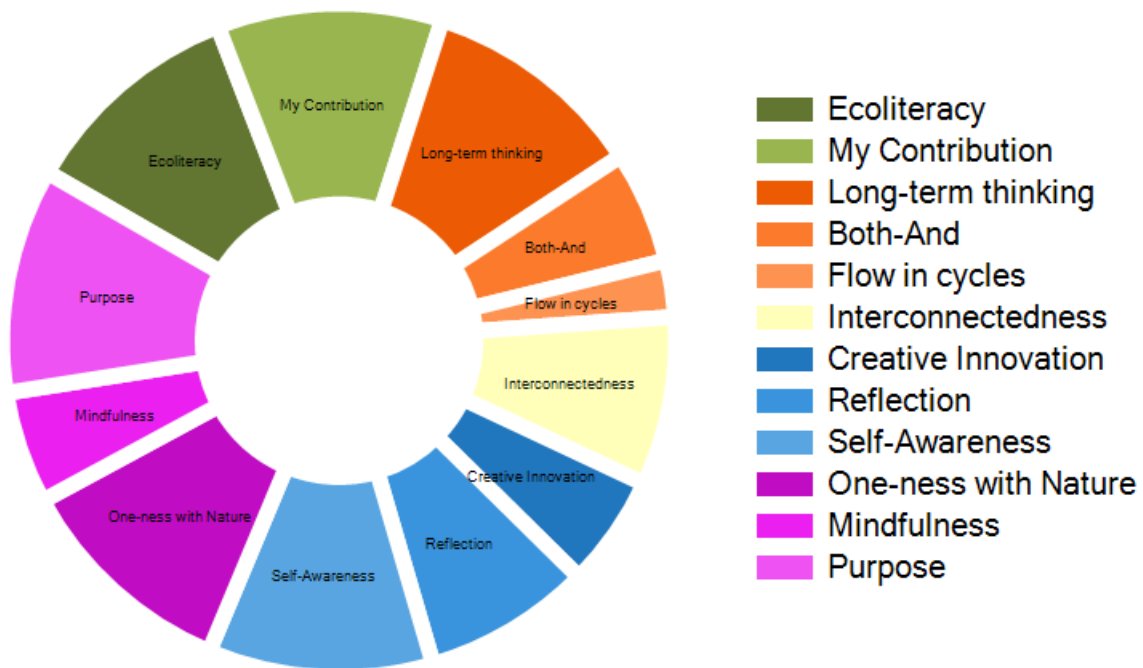 My Contribution
Long-term thinking
Ecoliteracy
Both-And
Purpose
Flow in cycles
Interconnectedness
Mindfulness
Creative Innovation
One-ness with Nature
Reflection
Self-Awareness
Ecoliteracy
My Contribution
Long-term thinking
Both-And
Flow in cycles
Interconnectedness
Creative Innovation
Reflection
Self-Awareness
One-ness with Nature
Mindfulness
Purpose